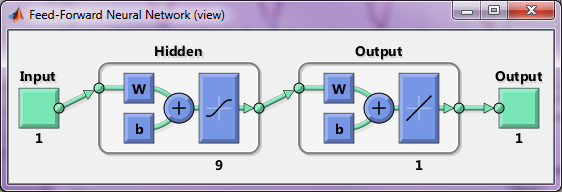 Feed-Forward Neural Network (view)
Hidden
Output
Input
Output
W
W
+
+
b
b
1
1
9
1